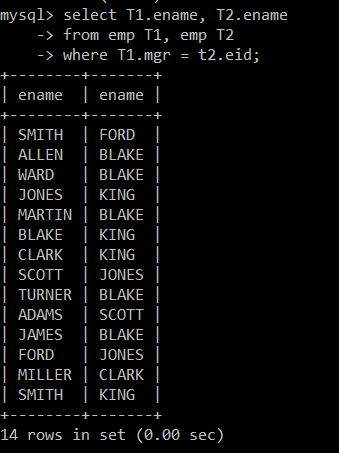 mysql> select T1.ename, T2.ename
    -> from emp T1, emp T2
    -> where T1.mgr = t2.eid;
+--------+-------+
| ename  | ename |
+--------+-------+
| SMITH  | FORD  |
| ALLEN  | BLAKE |
| WARD   | BLAKE |
| JONES  | KING  |
| MARTIN | BLAKE |
| BLAKE  | KING  |
| CLARK  | KING  |
| SCOTT  | JONES |
| TURNER | BLAKE |
| ADAMS  | SCOTT |
| JAMES  | BLAKE |
| FORD   | JONES |
| MILLER | CLARK |
| SMITH  | KING  |
+--------+-------+
14 rows in set (0.00 sec)